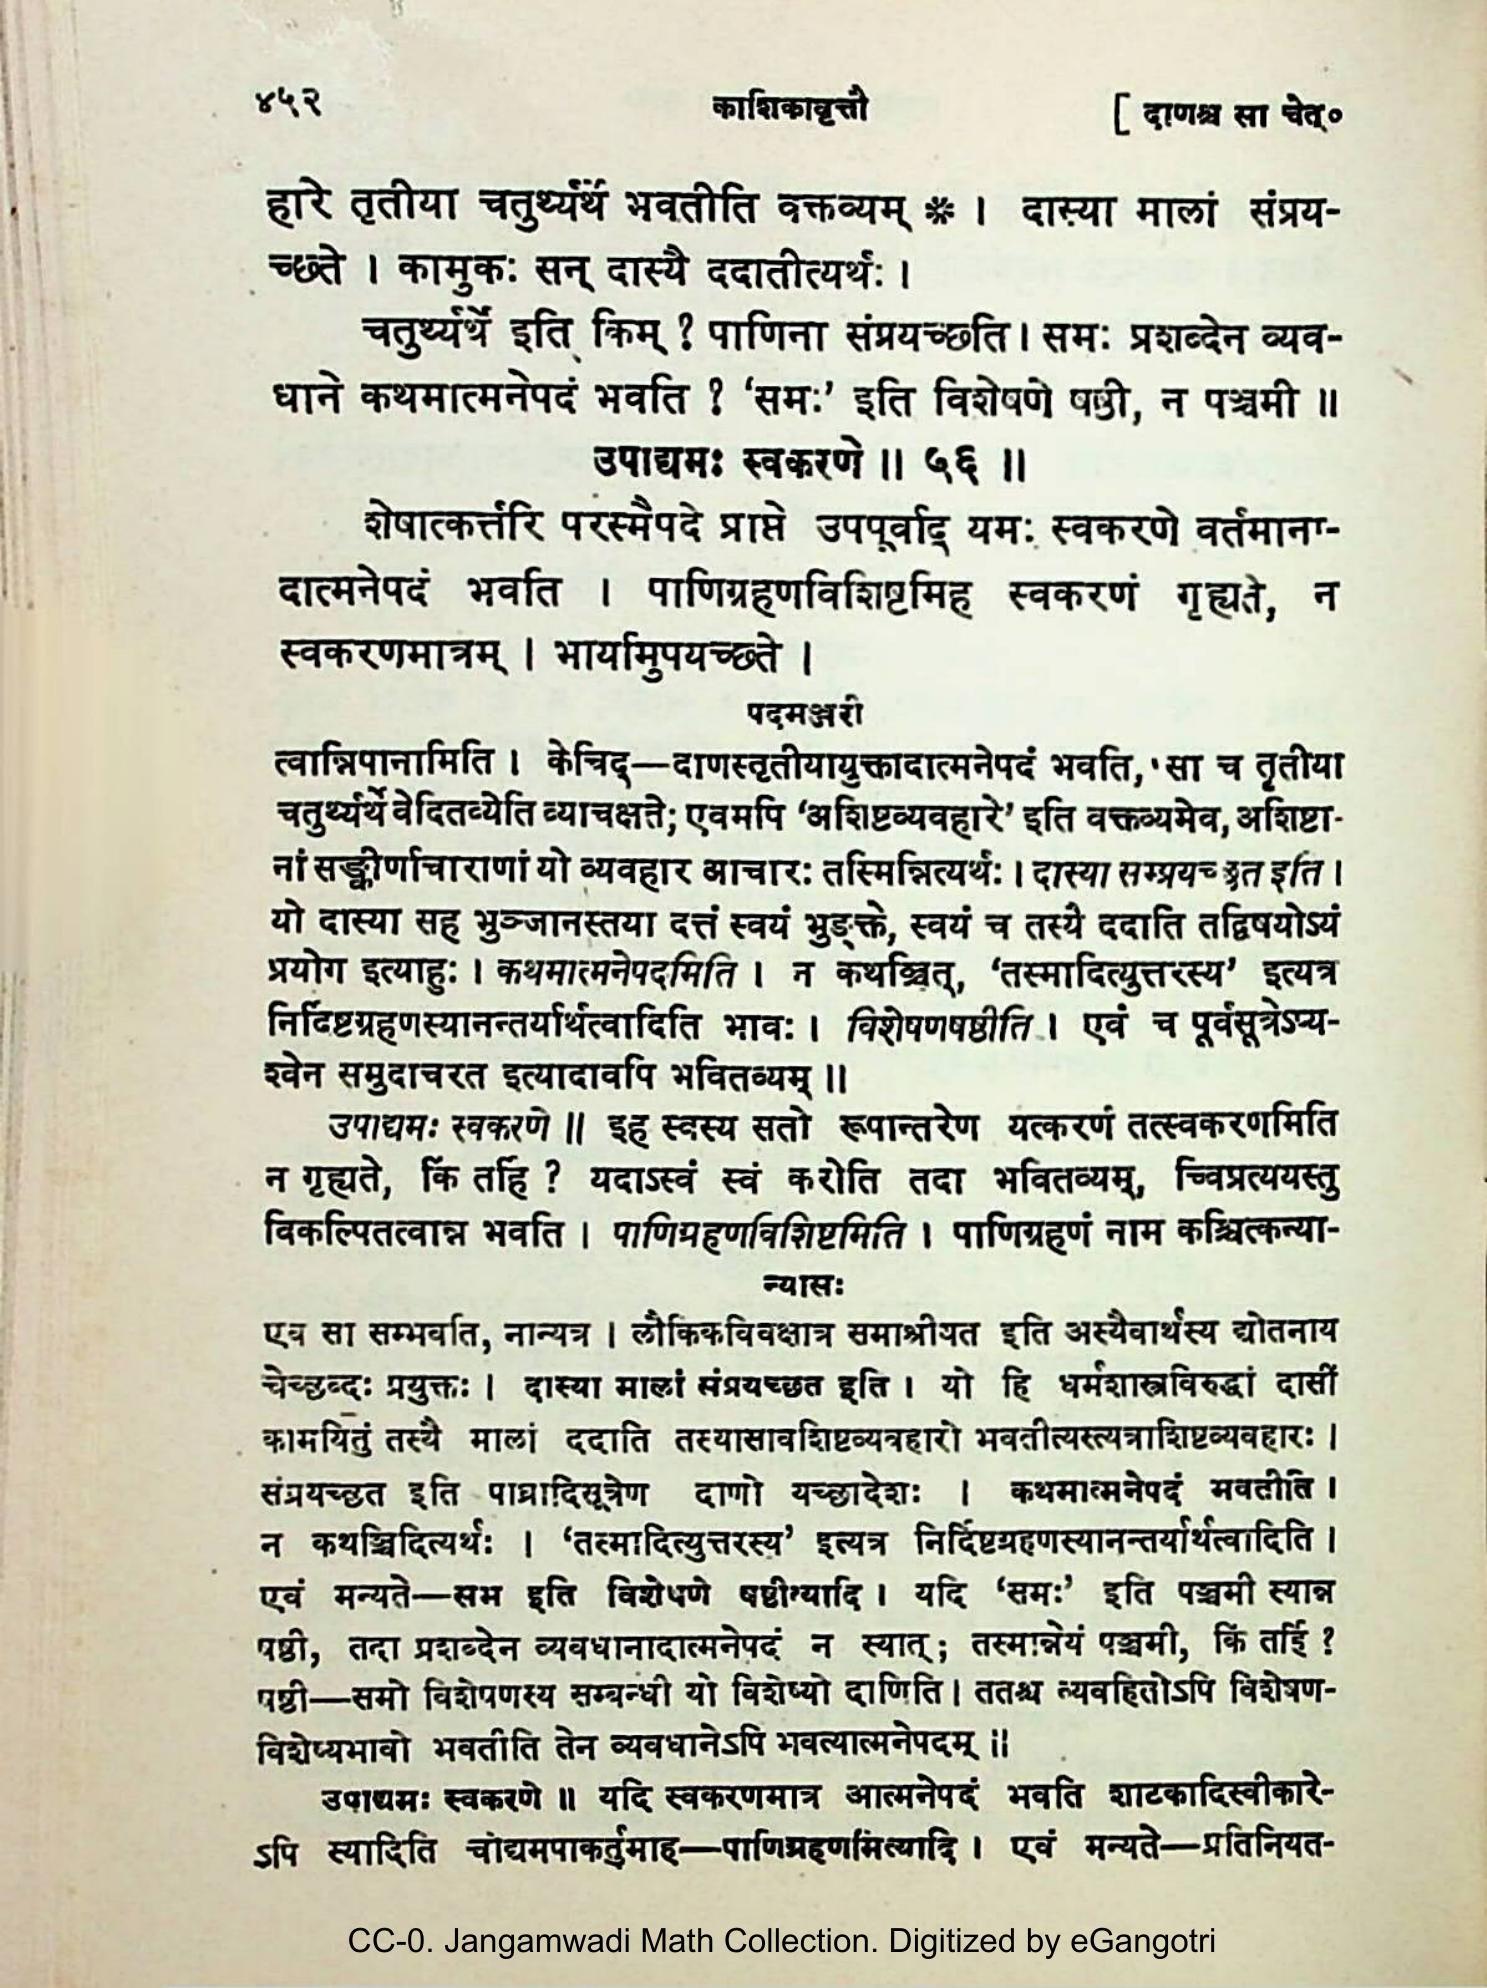 ४५२ काशिकावृत्तौ [ दाणश्च सा चेत्०
हारे तृतीया चतुर्थ्यर्थे भवतीति वक्तव्यम् * । दास्या मालां संप्रय-
च्छते । कामुकः सन् दास्यै ददातीत्यर्थः ।
चतुर्थ्यर्थे इति किम् ? पाणिना संप्रयच्छति । समः प्रशब्देन व्यव-
धाने कथमात्मनेपदं भवति ? ‘समः’ इति विशेषणे षष्ठी, न पञ्चमी ॥
उपाद्यमः स्वकरणे ॥ ५६ ॥
शेषात्कर्त्तरि परस्मैपदे प्राप्ते उपपूर्वाद् यमः स्वकरणे वर्तमाना-
दात्मनेपदं भवति । पाणिग्रहणविशिष्टमिह स्वकरणं गृह्यते, न
स्वकरणमात्रम् । भार्यामुपयच्छते ।
पदमञ्जरी
त्वान्निपानामिति । केचिद्—दाणस्तृतीयायुक्तादात्मनेपदं भवति, सा च तृतीया
चतुर्थ्यर्थे वेदितव्येति व्याचक्षते; एवमपि ‘अशिष्टव्यवहारे’ इति वक्तव्यमेव, अशिष्टा-
नां सङ्कीर्णाचाराणां यो व्यवहार आचारः तस्मिन्नित्यर्थः । दास्या सम्प्रयच्छत इति ।
यो दास्या सह भुञ्जानस्तया दत्तं स्वयं भुङ्क्ते, स्वयं च तस्यै ददाति तद्विषयोऽयं
प्रयोग इत्याहुः । कथमात्मनेपदमिति । न कथञ्चित्, ‘तस्मादित्युत्तरस्य’ इत्यत्र
निर्दिष्टग्रहणस्यानन्तर्यार्थत्वादिति भावः । विशेषणषष्ठीति । एवं च पूर्वसूत्रेऽप्य-
श्वेन समुदाचरत इत्यादावपि भवितव्यम् ॥
उपाद्यमः स्वकरणे ॥ इह स्वस्य सतो रूपान्तरेण यत्करणं तत्स्वकरणमिति
न गृह्यते, किं तर्हि ? यदाऽस्वं स्वं करोति तदा भवितव्यम्, च्विप्रत्ययस्तु
विकल्पितत्वान्न भवति । पाणिग्रहणविशिष्टमिति । पाणिग्रहणं नाम कश्चित्कन्या-
न्यासः
एव सा सम्भवति, नान्यत्र । लौकिकविवक्षात्र समाश्रीयत इति अस्यैवार्थस्य द्योतनाय
चेच्छब्दः प्रयुक्तः । दास्या मालां संप्रयच्छत इति । यो हि धर्मशास्त्रविरुद्धां दासीं
कामयितुं तस्यै मालां ददाति तस्यासावशिष्टव्यवहारो भवतीत्यस्त्यत्राशिष्टव्यवहारः ।
संप्रयच्छत इति पाघ्रादिसूत्रेण दाणो यच्छादेशः । कथमात्मनेपदं भवतीति ।
न कथञ्चिदित्यर्थः । ‘तस्मादित्युत्तरस्य’ इत्यत्र निर्दिष्टग्रहणस्यानन्तर्यार्थत्वादिति ।
एवं मन्यते—सम इति विशेषणे षष्ठीत्यादि । यदि ‘समः’ इति पञ्चमी स्यान्न
षष्ठी, तदा प्रशब्देन व्यवधानादात्मनेपदं न स्यात्; तस्मान्नेयं पञ्चमी, किं तर्हि ?
षष्ठी—समो विशेषणस्य सम्बन्धी यो विशेष्यो दाणिति । ततश्च व्यवहितोऽपि विशेषण-
विशेष्यभावो भवतीति तेन व्यवधानेऽपि भवत्यात्मनेपदम् ॥
उपाद्यमः स्वकरणे ॥ यदि स्वकरणमात्र आत्मनेपदं भवति शाटकादिस्वीकारे-
ऽपि स्यादिति चोद्यमपाकर्तुमाह—पाणिग्रहणमित्यादि । एवं मन्यते—प्रतिनियत-
CC-0. Jangamwadi Math Collection. Digitized by eGangotri